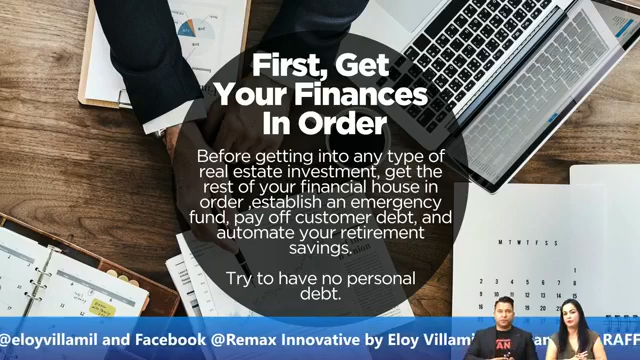 First, Get
Your Finances
In Order
Before getting into any type of
real estate investment, get the
rest of your financial house in
order ,establish an emergency
fund, pay off customer debt, and
automate your retirement
savings.
Try to have no personal
debt.
M T W T F S S
@eloyvillamil and Facebook @Remax Innovative by Eloy Villami RAFF